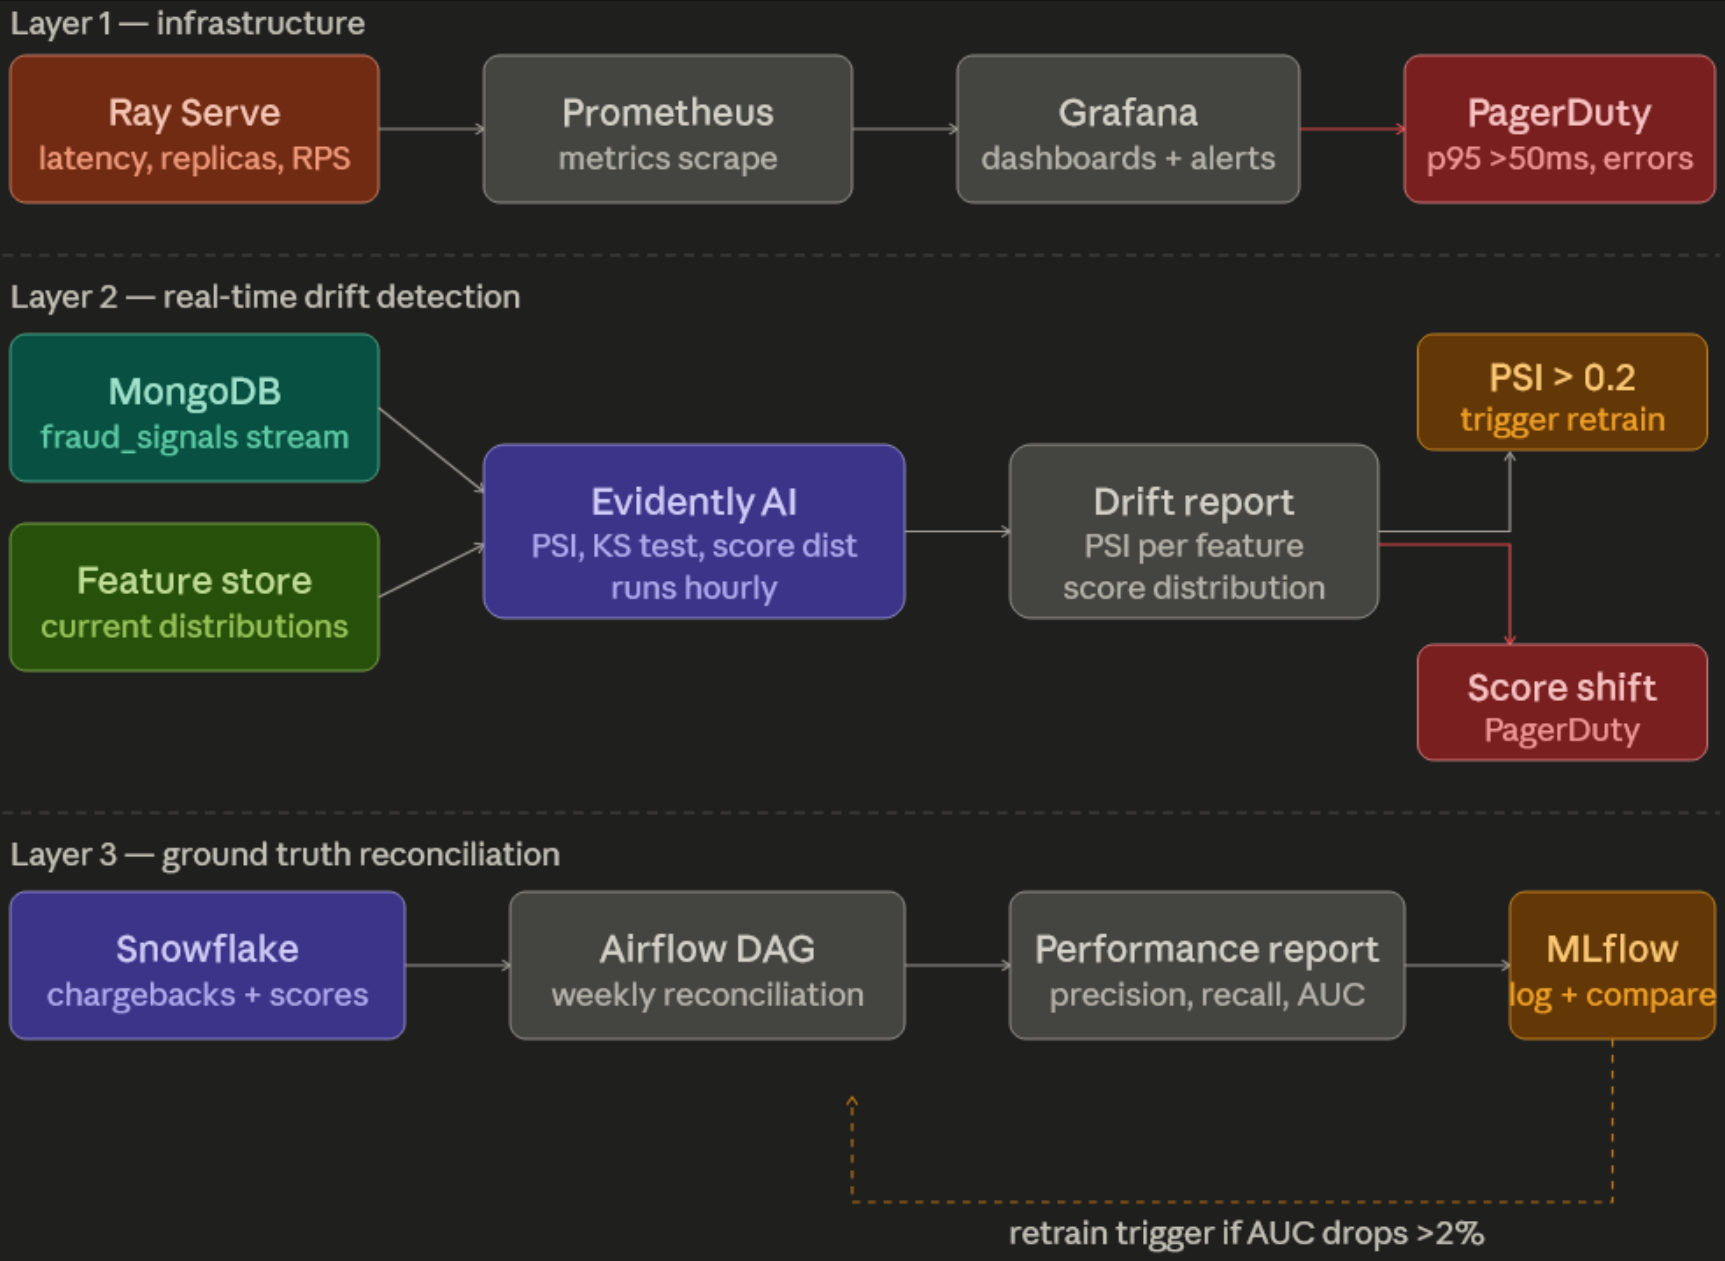 Layer 1 — infrastructure
Ray Serve
latency, replicas, RPS
Prometheus
metrics scrape
Grafana
dashboards + alerts
PagerDuty
p95 >50ms, errors
Layer 2 — real-time drift detection
MongoDB
fraud_signals stream
Feature store
current distributions
Evidently AI
PSI, KS test, score dist
runs hourly
Drift report
PSI per feature
score distribution
PSI > 0.2
trigger retrain
Score shift
PagerDuty
Layer 3 — ground truth reconciliation
Snowflake
chargebacks + scores
Airflow DAG
weekly reconciliation
Performance report
precision, recall, AUC
MLflow
log + compare
retrain trigger if AUC drops >2%